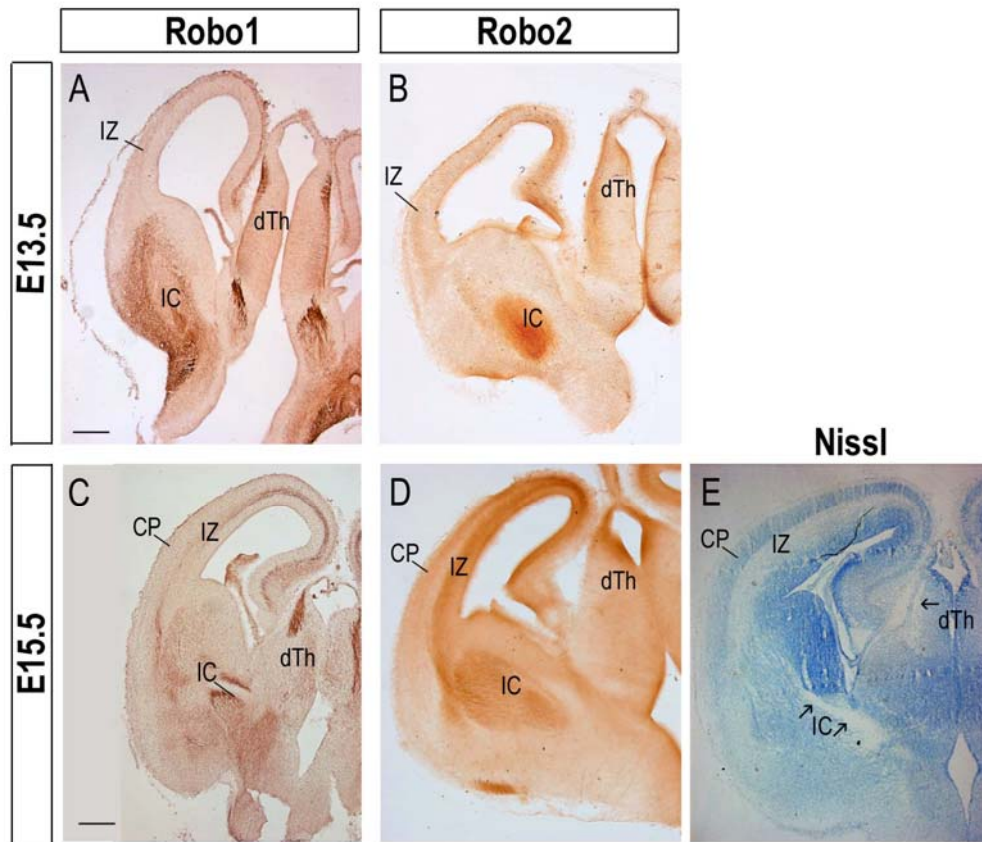 Robo1
Robo2
E13.5
A
IZ
dTh
IC
B
IZ
dTh
IC
Nissl
E15.5
C
CP
IZ
dTh
IC
D
CP
IZ
dTh
IC
E
CP
IZ
dTh
IC